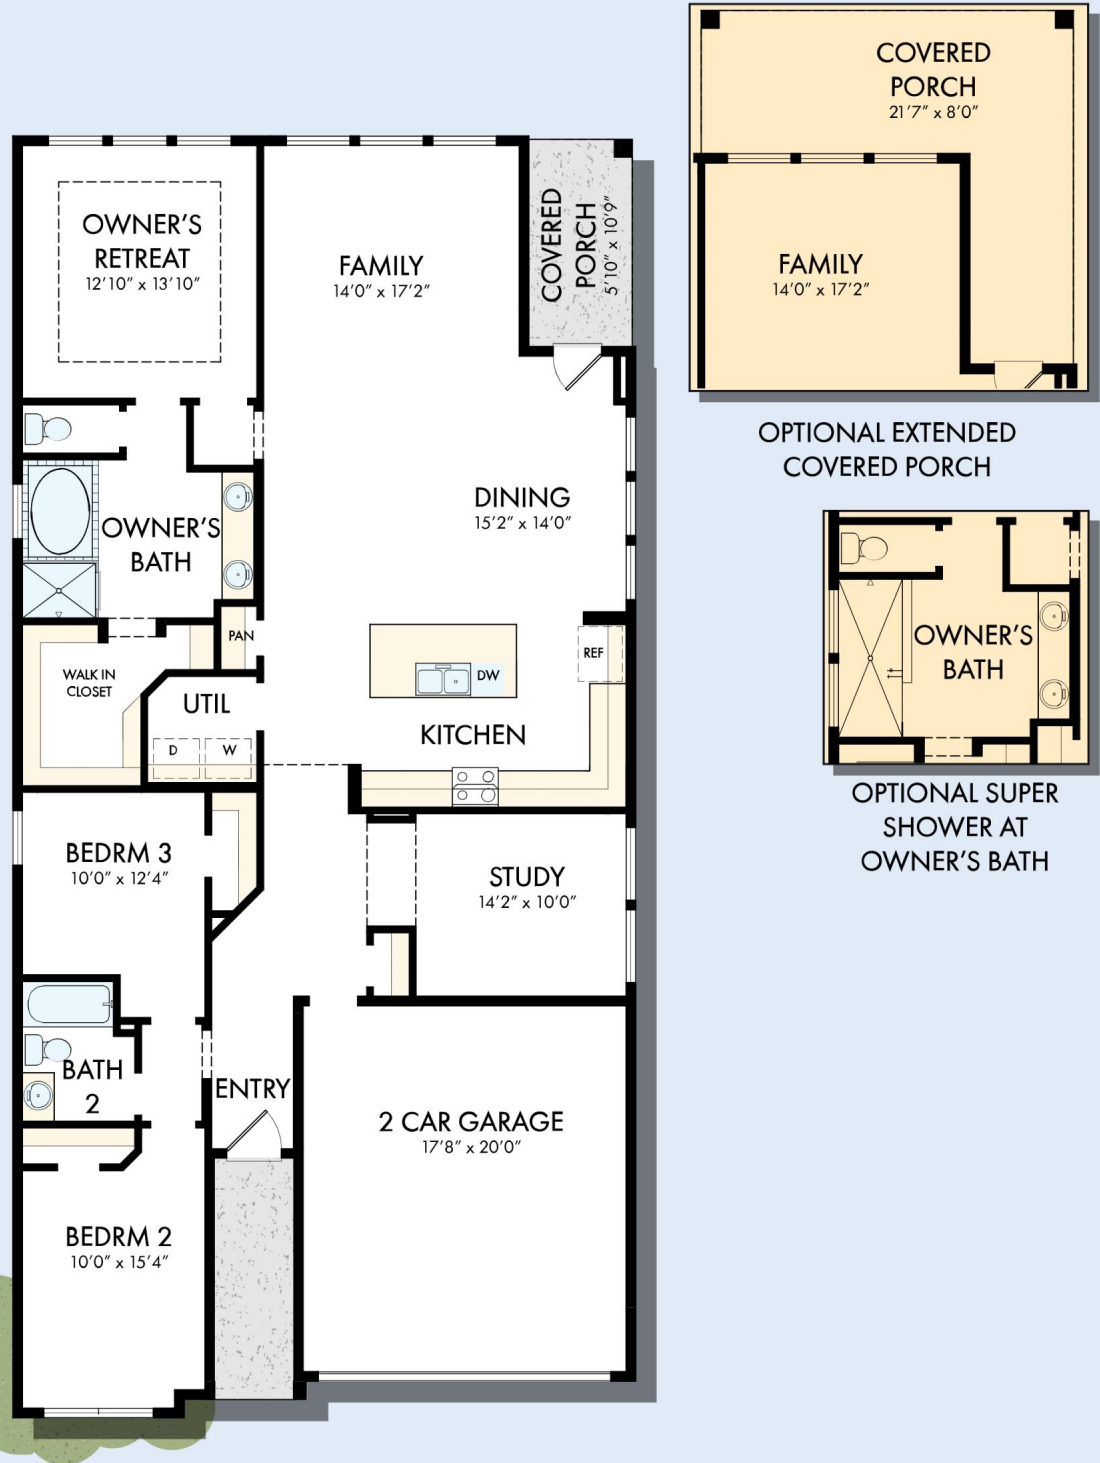 OWNER'S
RETREAT
12'10" x 13'10"
FAMILY
14'0" x 17'2"
COVERED
PORCH
5'10" x 10'9"
OWNER'S
BATH
DINING
15'2" x 14'0"
PAN
WALK IN
CLOSET
UTIL
D
W
REF
DW
KITCHEN
BEDRM 3
10'0" x 12'4"
STUDY
14'2" x 10'0"
BATH
2
ENTRY
2 CAR GARAGE
17'8" x 20'0"
BEDRM 2
10'0" x 15'4"
COVERED
PORCH
21'7" x 8'0"
FAMILY
14'0" x 17'2"
OPTIONAL EXTENDED
COVERED PORCH
OWNER'S
BATH
OPTIONAL SUPER
SHOWER AT
OWNER'S BATH